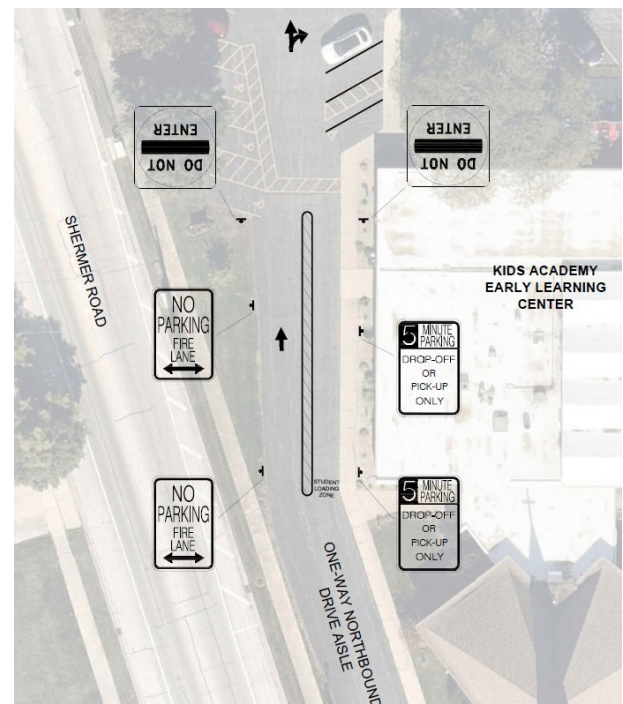 DO NOT
ENTER
DO NOT
ENTER
SHERMER ROAD
KIDS ACADEMY
EARLY LEARNING
CENTER
NO
PARKING
FIRE
LANE
5 MINUTE
PARKING
DROP-OFF
OR
PICK-UP
ONLY
NO
PARKING
FIRE
LANE
STUDENT
LOADING
ZONE
5 MINUTE
PARKING
DROP-OFF
OR
PICK-UP
ONLY
ONE-WAY NORTHBOUND
DRIVE AISLE